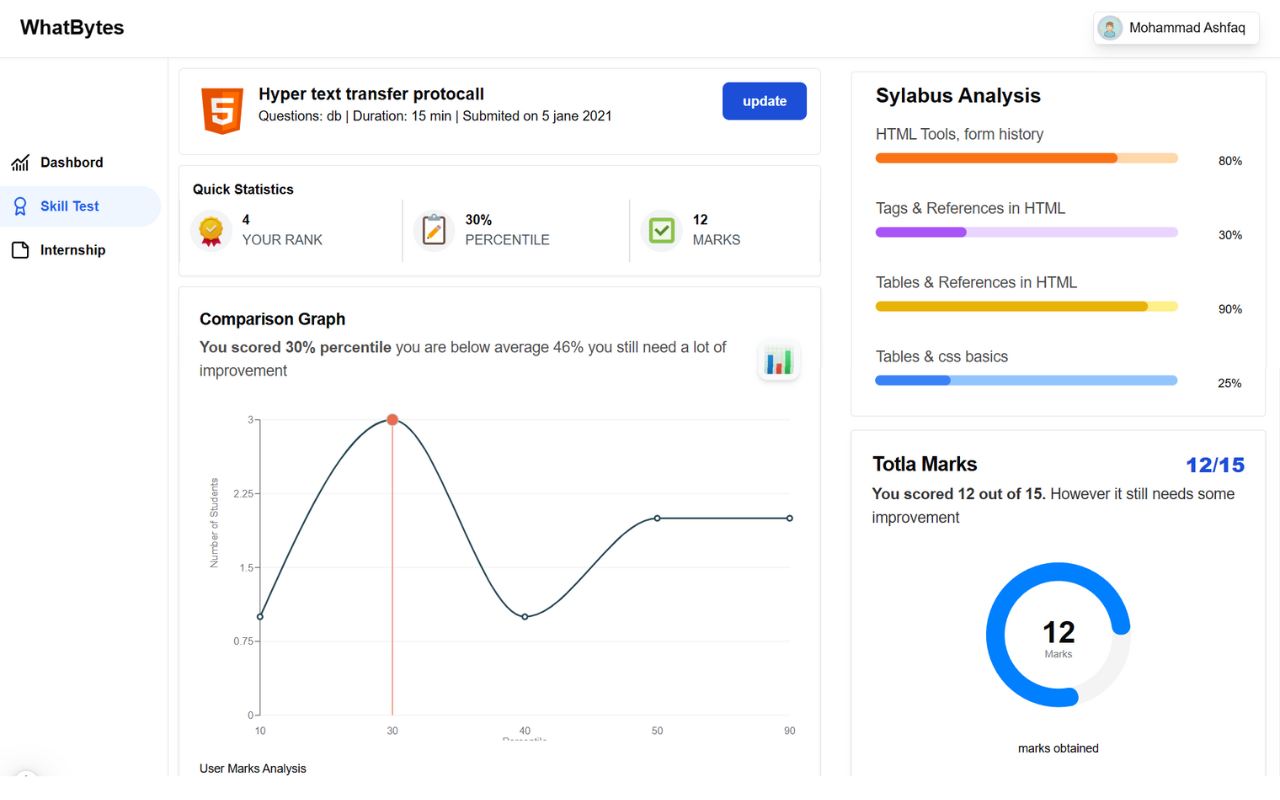 WhatBytes
Mohammad Ashfaq
Dashbord
Skill Test
Internship
5
Hyper text transfer protocall
Questions: db | Duration: 15 min | Submited on 5 jane 2021
update
Quick Statistics
4
YOUR RANK
30%
PERCENTILE
12
MARKS
Comparison Graph
You scored 30% percentile you are below average 46% you still need a lot of
improvement
Number of Students
3
2.25
1.5
0.75
0
10 30 40 50 90
Percentile
User Marks Analysis
Sylabus Analysis
HTML Tools, form history
80%
Tags & References in HTML
30%
Tables & References in HTML
90%
Tables & css basics
25%
Totla Marks
12/15
You scored 12 out of 15. However it still needs some
improvement
12
Marks
marks obtained